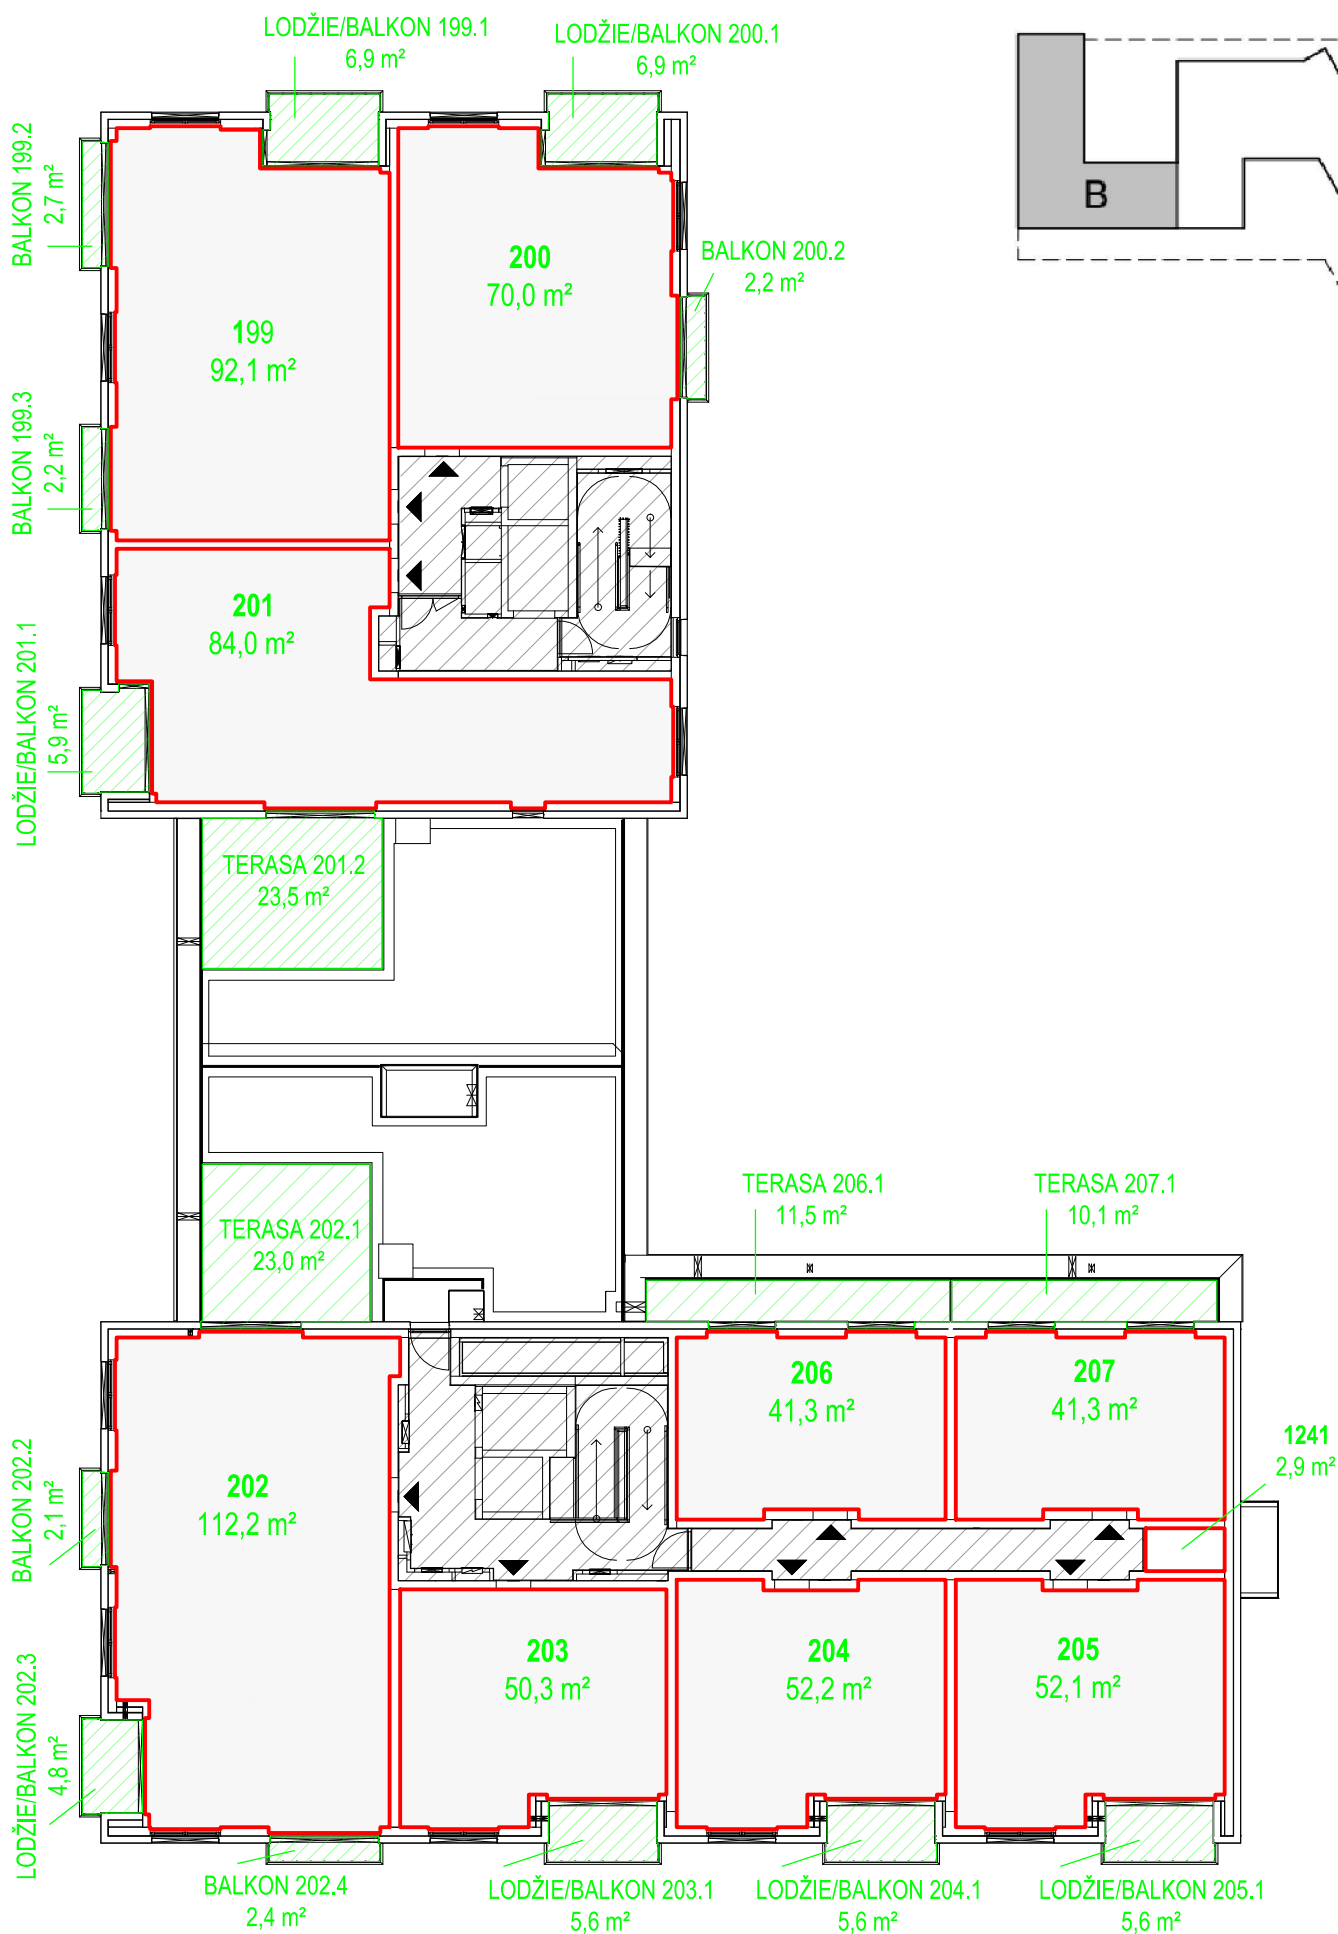 LODŽIE/BALKON 199.1
6,9 m²
LODŽIE/BALKON 200.1
6,9 m²
B
BALKON 199.2
2,7 m²
200
70,0 m²
BALKON 200.2
2,2 m²
199
92,1 m²
BALKON 199.3
2,2 m²
201
84,0 m²
LODŽIE/BALKON 201.1
5,9 m²
TERASA 201.2
23,5 m²
TERASA 202.1
23,0 m²
TERASA 206.1
11,5 m²
TERASA 207.1
10,1 m²
206
41,3 m²
207
41,3 m²
1241
2,9 m²
BALKON 202.2
2,1 m²
202
112,2 m²
203
50,3 m²
204
52,2 m²
205
52,1 m²
LODŽIE/BALKON 202.3
4,8 m²
BALKON 202.4
2,4 m²
LODŽIE/BALKON 203.1
5,6 m²
LODŽIE/BALKON 204.1
5,6 m²
LODŽIE/BALKON 205.1
5,6 m²